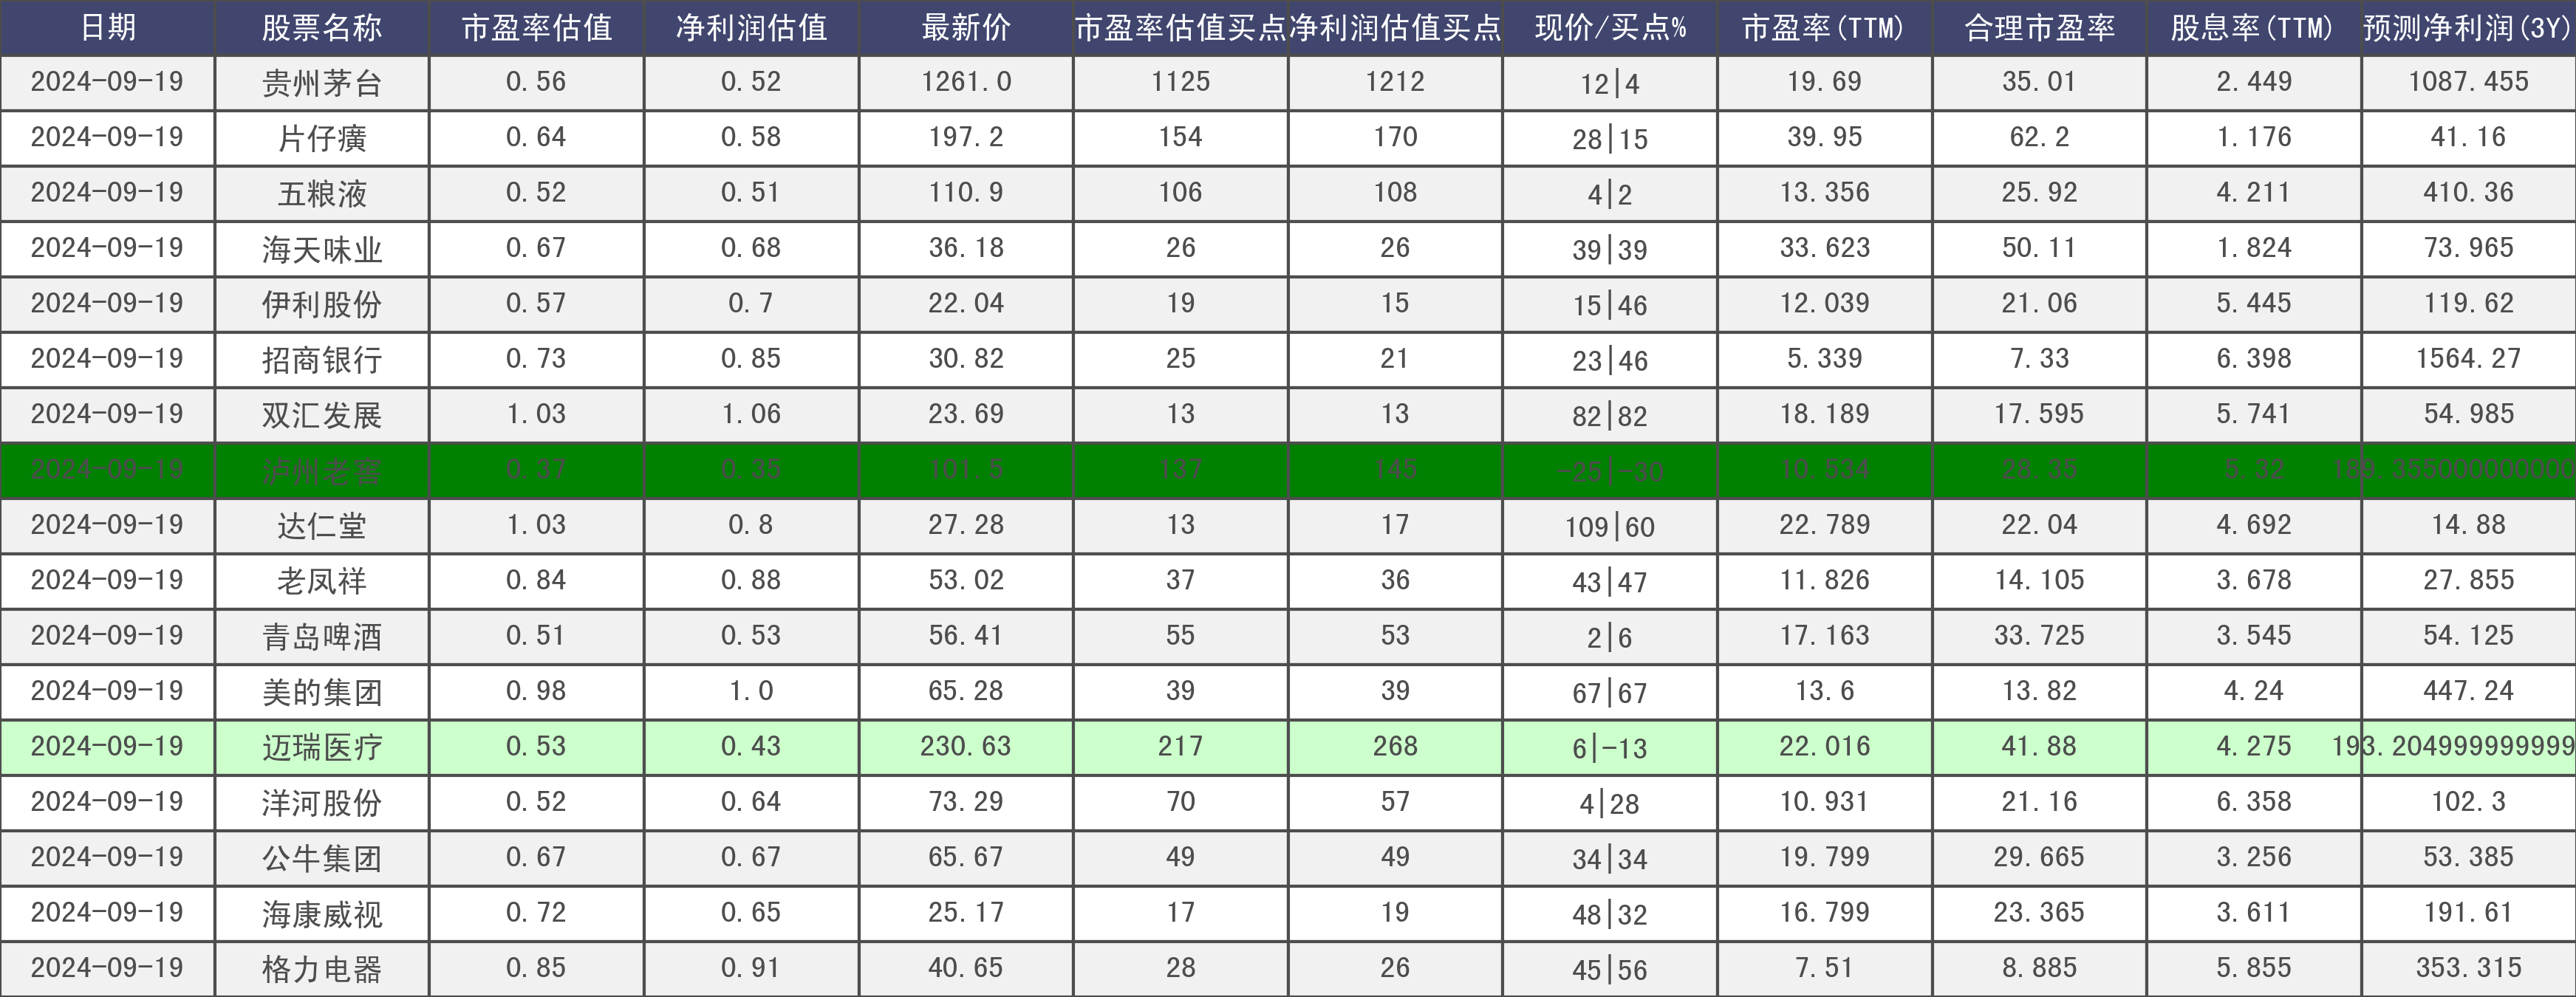 日期 股票名称 市盈率估值 净利润估值 最新价 市盈率估值买点 净利润估值买点 现价/买点% 市盈率(TTM) 合理市盈率 股息率(TTM) 预测净利润(3Y)
2024-09-19 贵州茅台 0.56 0.52 1261.0 1125 1212 12|4 19.69 35.01 2.449 1087.455
2024-09-19 片仔癀 0.64 0.58 197.2 154 170 28|15 39.95 62.2 1.176 41.16
2024-09-19 五粮液 0.52 0.51 110.9 106 108 4|2 13.356 25.92 4.211 410.36
2024-09-19 海天味业 0.67 0.68 36.18 26 26 39|39 33.623 50.11 1.824 73.965
2024-09-19 伊利股份 0.57 0.7 22.04 19 15 15|46 12.039 21.06 5.445 119.62
2024-09-19 招商银行 0.73 0.85 30.82 25 21 23|46 5.339 7.33 6.398 1564.27
2024-09-19 双汇发展 1.03 1.06 23.69 13 13 82|82 18.189 17.595 5.741 54.985
2024-09-19 泸州老窖 0.37 0.35 101.5 137 145 -25|-30 10.534 28.35 5.32 189.355000000000
2024-09-19 达仁堂 1.03 0.8 27.28 13 17 109|60 22.789 22.04 4.692 14.88
2024-09-19 老凤祥 0.84 0.88 53.02 37 36 43|47 11.826 14.105 3.678 27.855
2024-09-19 青岛啤酒 0.51 0.53 56.41 55 53 2|6 17.163 33.725 3.545 54.125
2024-09-19 美的集团 0.98 1.0 65.28 39 39 67|67 13.6 13.82 4.24 447.24
2024-09-19 迈瑞医疗 0.53 0.43 230.63 217 268 6|-13 22.016 41.88 4.275 193.204999999999
2024-09-19 洋河股份 0.52 0.64 73.29 70 57 4|28 10.931 21.16 6.358 102.3
2024-09-19 公牛集团 0.67 0.67 65.67 49 49 34|34 19.799 29.665 3.256 53.385
2024-09-19 海康威视 0.72 0.65 25.17 17 19 48|32 16.799 23.365 3.611 191.61
2024-09-19 格力电器 0.85 0.91 40.65 28 26 45|56 7.51 8.885 5.855 353.315